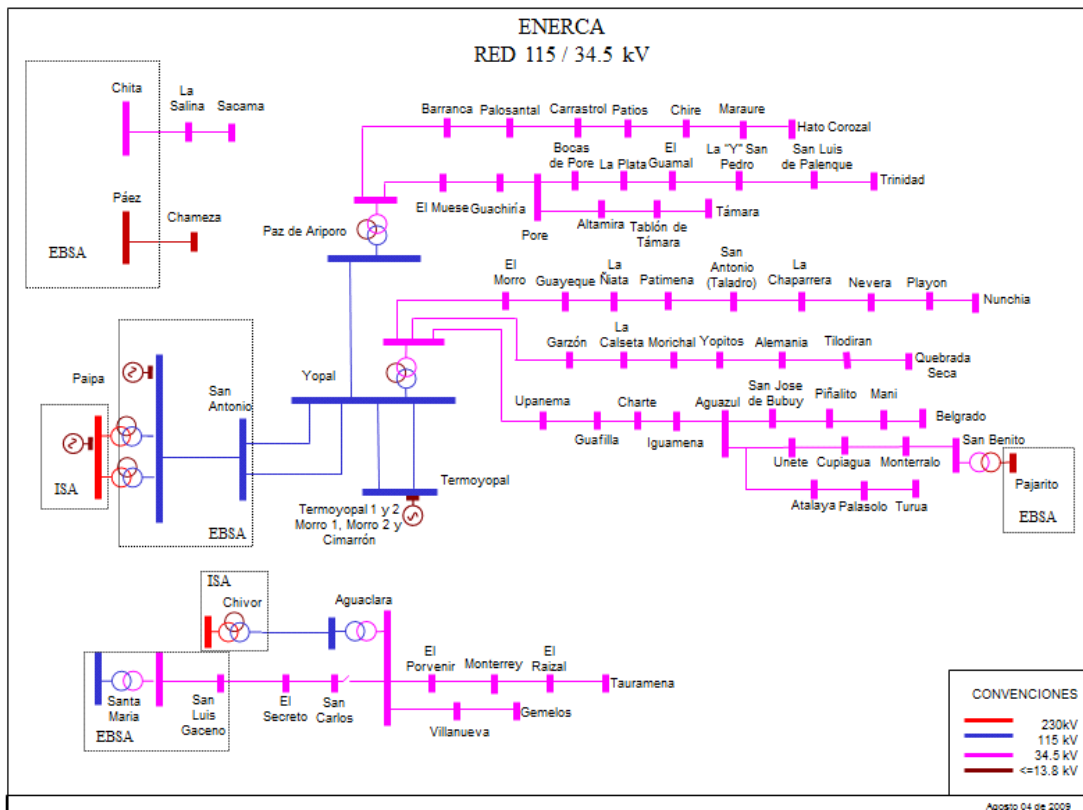 ENERCA
RED 115 / 34.5 kV
Chita
La
Salina
Sacama
Páez
Chameza
EBSA
Barranca
Palosantal
Carrastrol
Patios
Chire
Maraure
Hato Corozal
Bocas
de Pore
La Plata
El
Guamal
La "Y" San
Pedro
San Luis
de Palenque
Trinidad
El Muese
Guachiría
Pore
Altamira
Tablón de
Támara
Támara
Paz de Ariporo
El
Morro
Guayeque
La
Ñata
Patimena
San
Antonio
(Taladro)
La
Chaparrera
Nevera
Playon
Nunchia
Garzón
La
Calseta
Morichal
Yopitos
Alemania
Tilodiran
Quebrada
Seca
Yopal
Upanema
Guafilla
Charte
Iguamena
Aguazul
San Jose
de Bubuy
Piñalito
Mani
Belgrado
Unete
Cupiagua
Monterralo
San Benito
Atalaya
Palasolo
Turua
Pajarito
EBSA
Paipa
San
Antonio
ISA
EBSA
Termoyopal
Termoyopal 1 y 2
Morro 1, Morro 2 y
Cimarrón
ISA
Chivor
Aguaclara
Santa
Maria
EBSA
San
Luis
Gaceno
El
Secreto
San
Carlos
El
Porvenir
Monterrey
El
Raizal
Tauramena
Villanueva
Gemelos
CONVENCIONES
230kV
115 kV
34.5 kV
<=13.8 kV
Agosto 04 de 2009